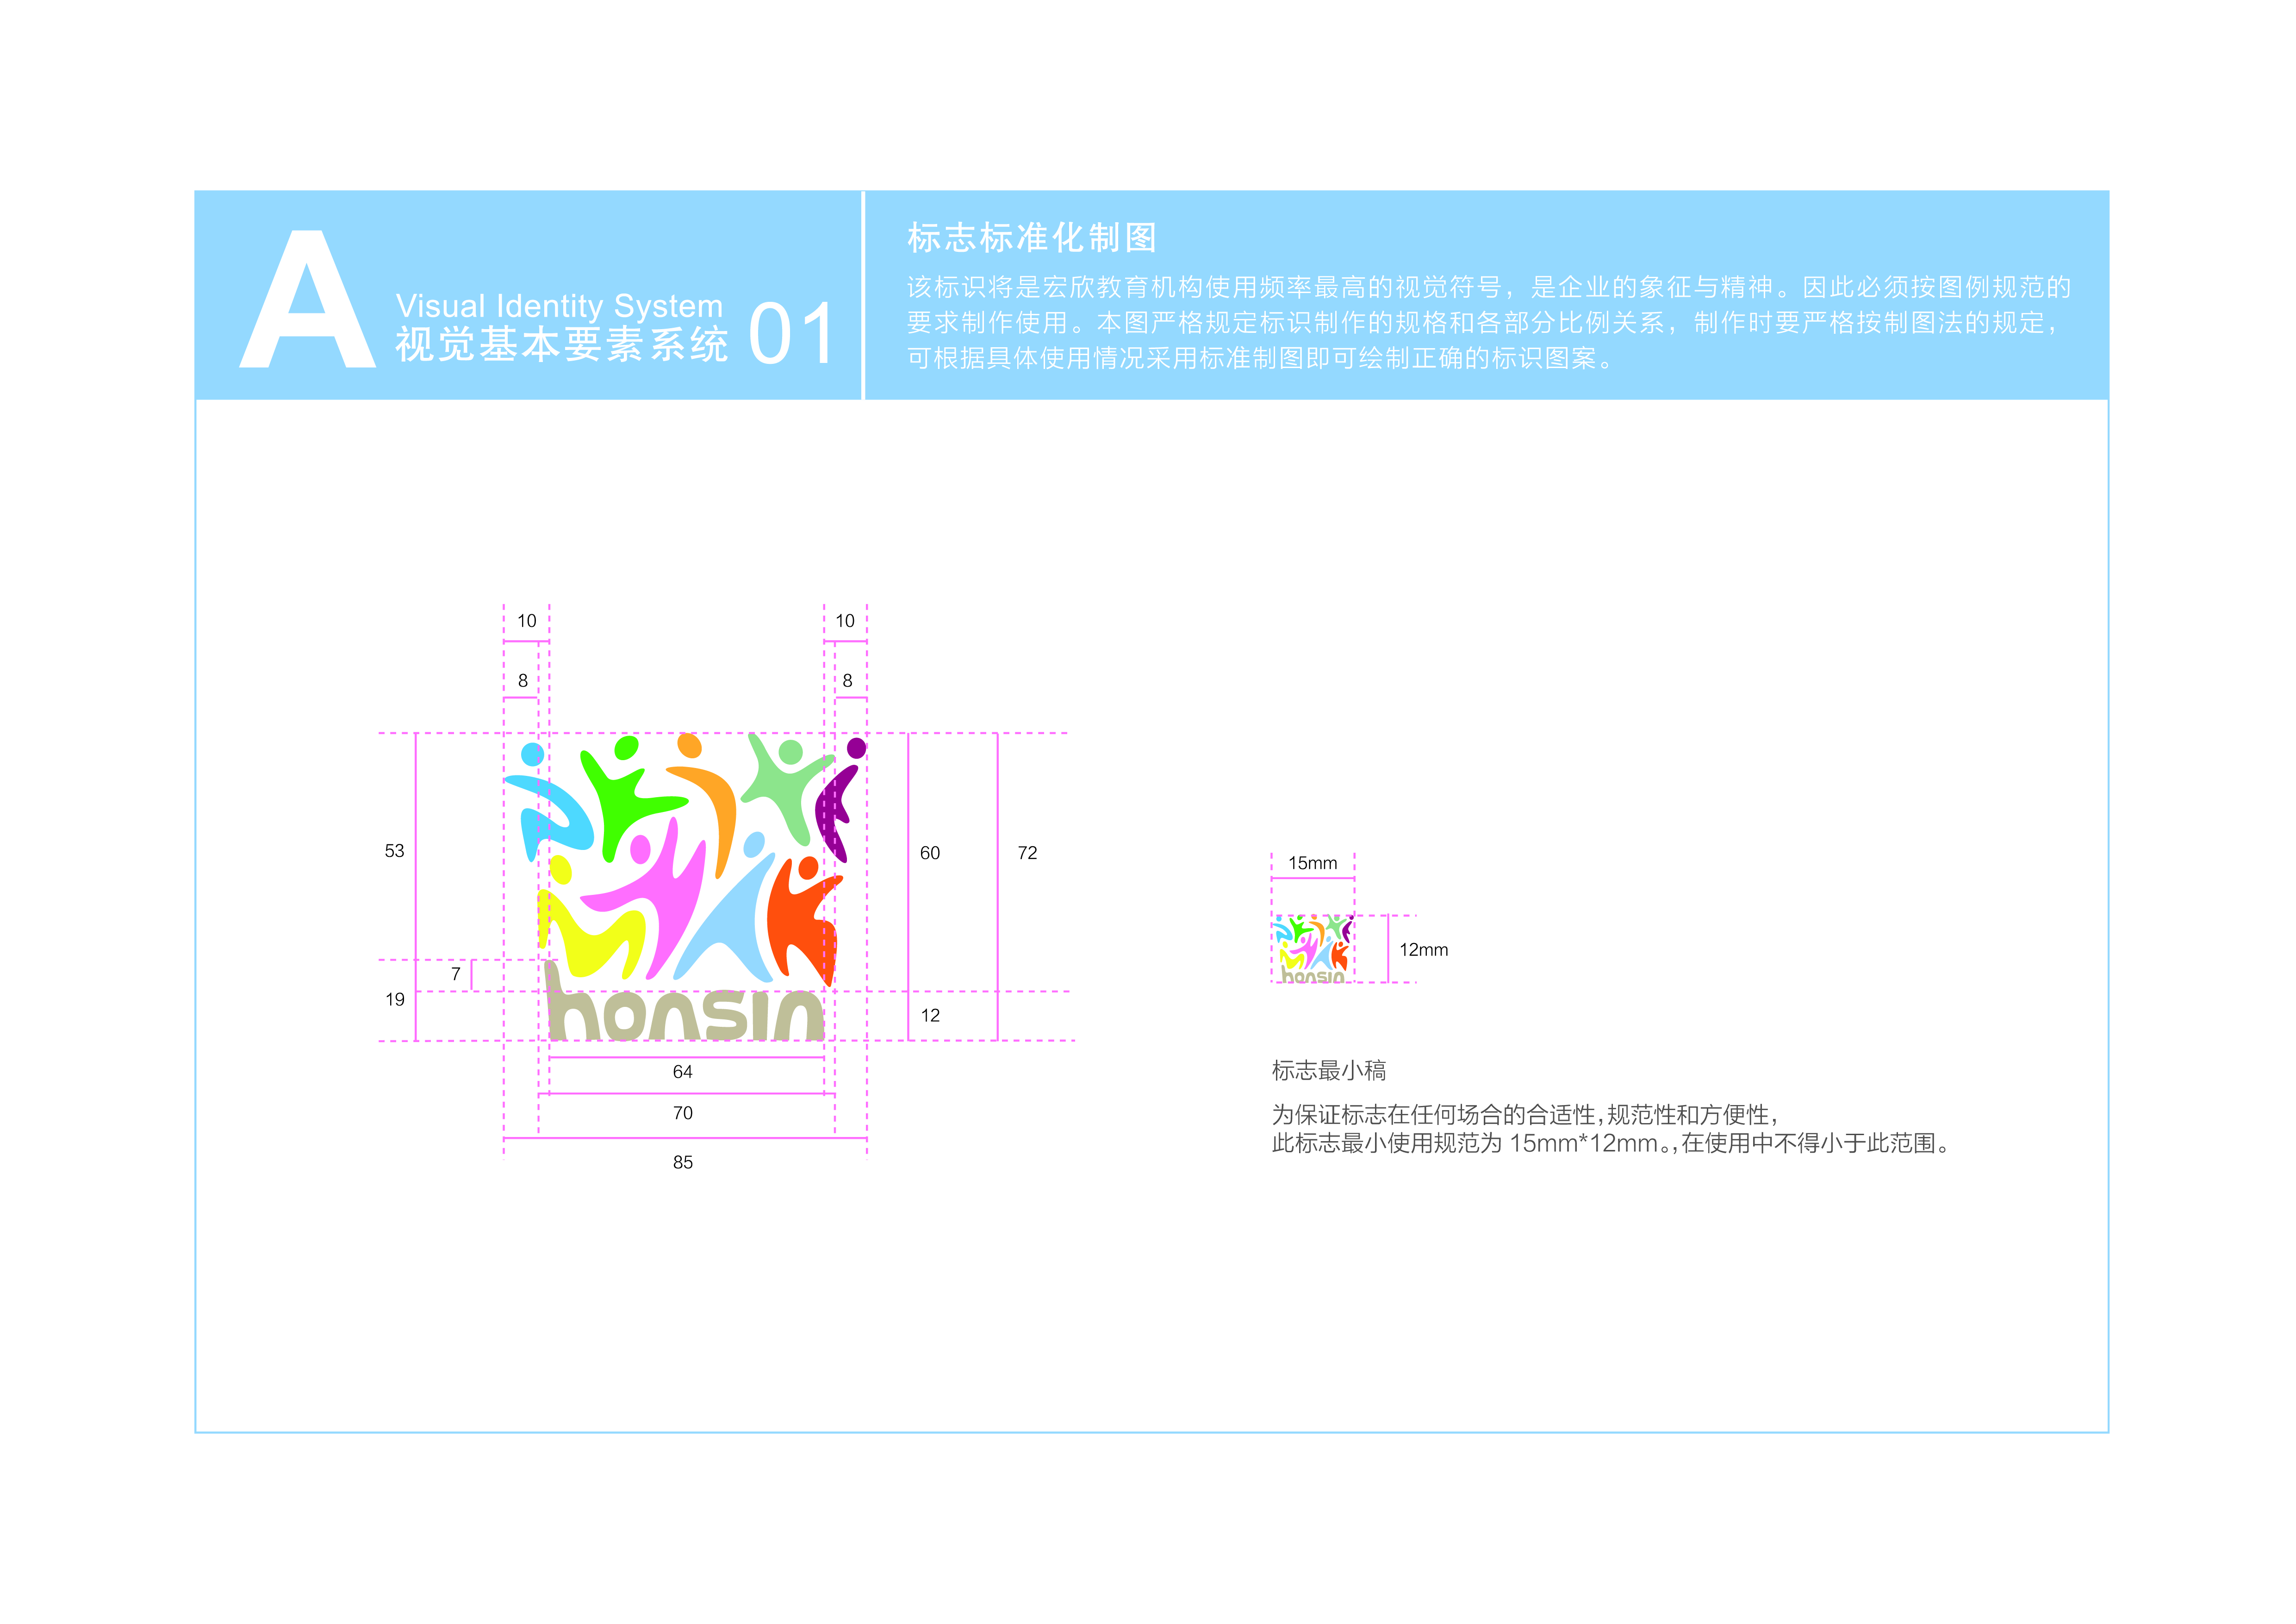 A
Visual Identity System
视觉基本要素系统 01
标志标准化制图
该标识将是宏欣教育机构使用频率最高的视觉符号，是企业的象征与精神。因此必须按图例规范的
要求制作使用。本图严格规定标识制作的规格和各部分比例关系，制作时要严格按制图法的规定，
可根据具体使用情况采用标准制图即可绘制正确的标识图案。
10 10
8 8
53 60 72
7
19 12
honsin
64
70
85
15mm
12mm
honsin
标志最小稿
为保证标志在任何场合的合适性,规范性和方便性,
此标志最小使用规范为 15mm*12mm。,在使用中不得小于此范围。